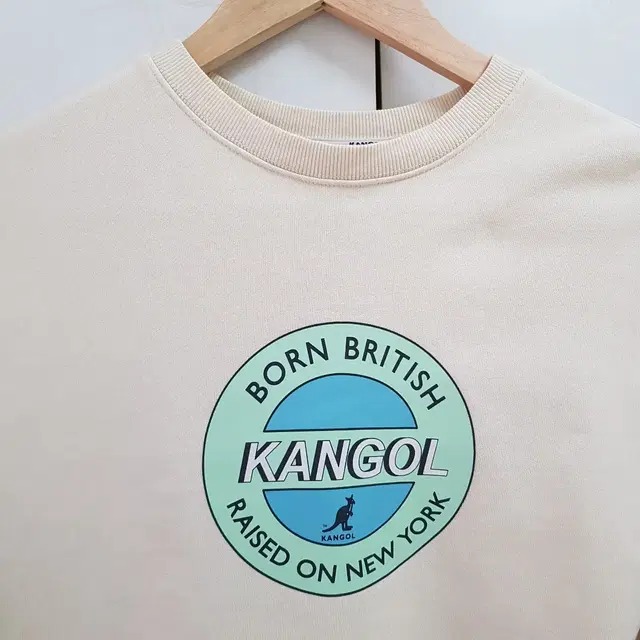 KANGOL
BORN BRITISH
KANGOL
KANGOL
RAISED ON NEW YORK